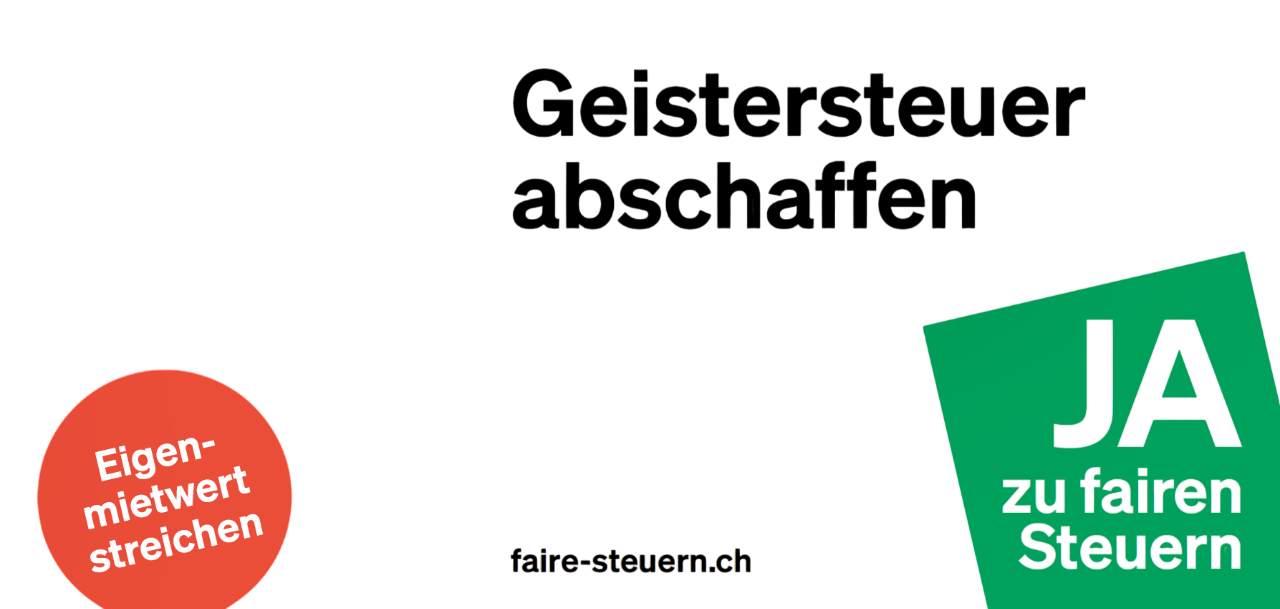 Geistersteuer
abschaffen
Eigen-
mietwert
streichen
faire-steuern.ch
JA
zu fairen
Steuern